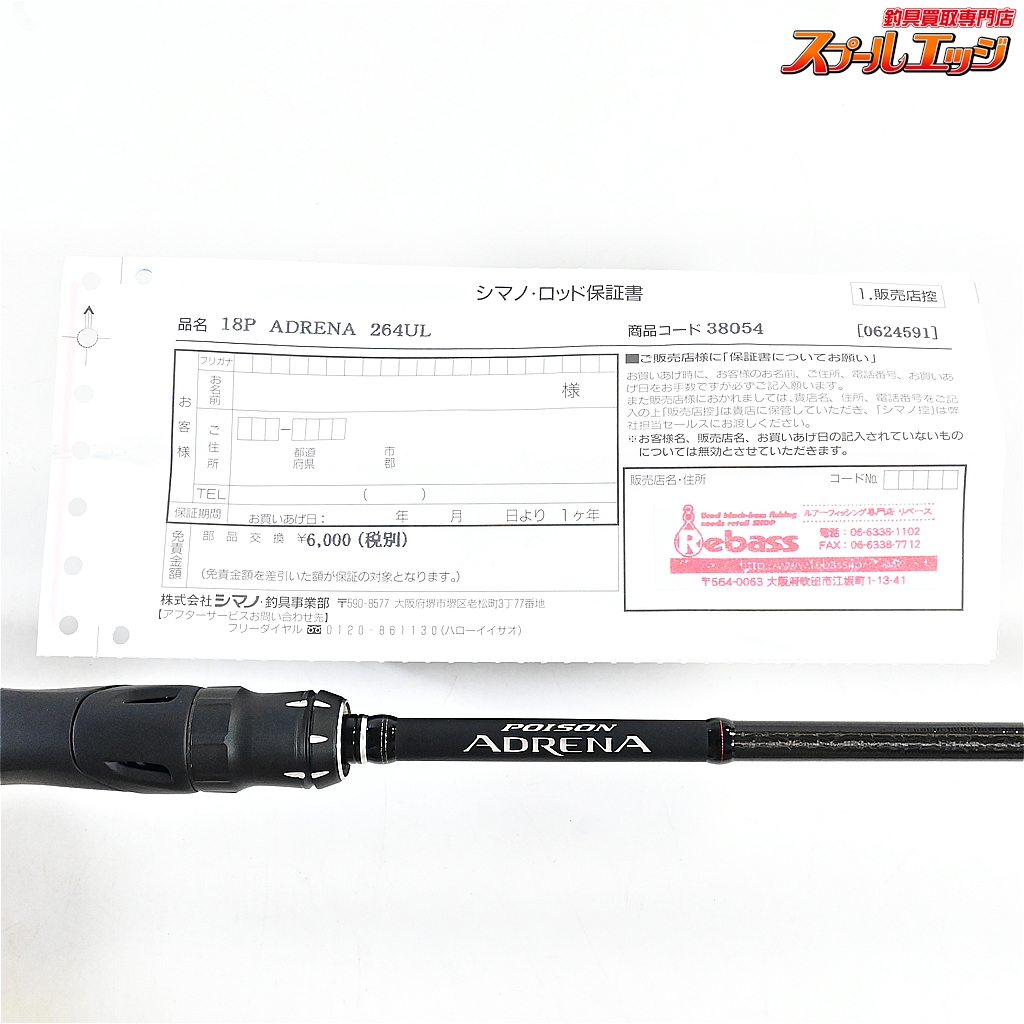 釣具買取専門店
スプールエッジ
シマノ・ロッド保証書
1.販売店控
品名 18P ADRENA 264UL
商品コード 38054
[0624591]
フリガナ
お客様
お名前
様
ご住所
都道府県
市郡
TEL ( )
保証期間 お買いあげ日: 年 月 日より 1ヶ年
免責金額
部品交換 ¥6,000(税別)
(免責金額を差引いた額が保証の対象となります。)
■ご販売店様に「保証書についてお願い」
お買いあげ時に、お客様のお名前、ご住所、電話番号、お買いあ
げ日をお手数ですが必ずご記入願います。
また販売店様におかれましては、貴店名、住所、電話番号をご記
入の上「販売店控」は貴店に保管していただき、「シマノ控」は弊
社担当セールスにお渡しください。
※お客様名、販売店名、お買いあげ日の記入されていないもの
については無効とさせていただきます。
販売店名・住所
コードNo.
Used black-bass fishing
goods retail SHOP
Rebass
ルアーフィッシング専門店 リベース
電話:06-6338-1102
FAX:06-6338-7712
〒564-0063 大阪府吹田市江坂町1-13-41
株式会社シマノ・釣具事業部 〒590-8577 大阪府堺市堺区老松町3丁77番地
【アフターサービスお問い合わせ先】
フリーダイヤル 0120-861130(ハローイイサオ)
POISON
ADRENA